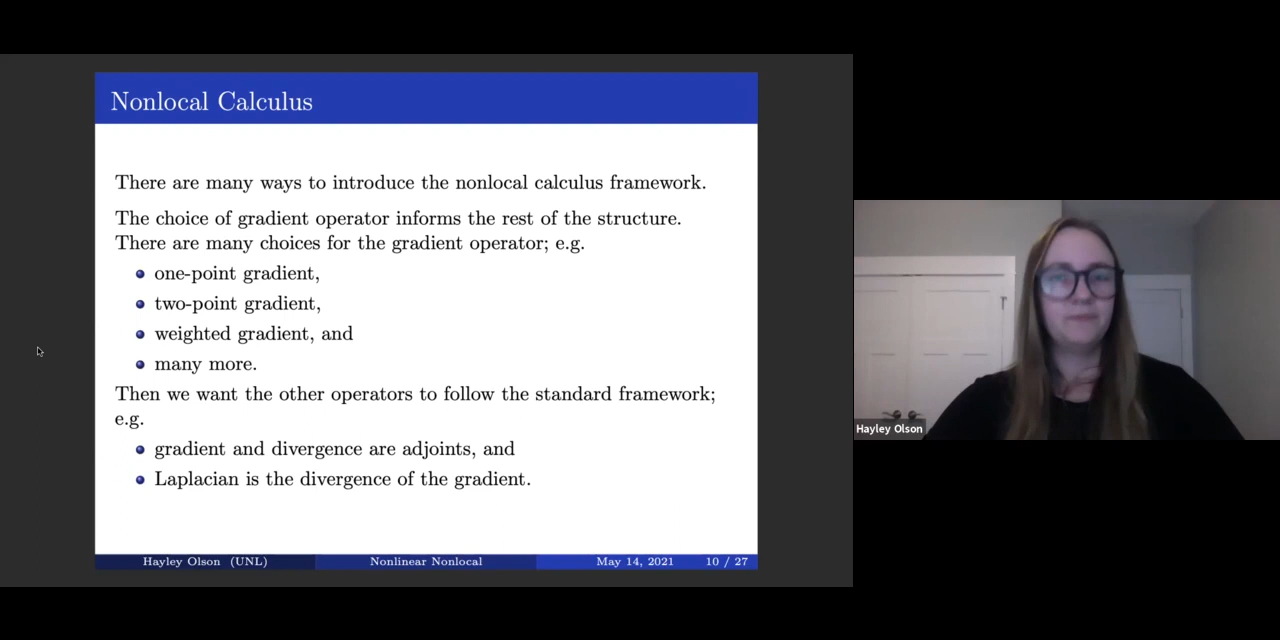 Nonlocal Calculus
There are many ways to introduce the nonlocal calculus framework.
The choice of gradient operator informs the rest of the structure.
There are many choices for the gradient operator; e.g.
one-point gradient,
two-point gradient,
weighted gradient, and
many more.
Then we want the other operators to follow the standard framework;
e.g.
gradient and divergence are adjoints, and
Laplacian is the divergence of the gradient.
Hayley Olson (UNL) Nonlinear Nonlocal May 14, 2021 10 / 27
Hayley Olson